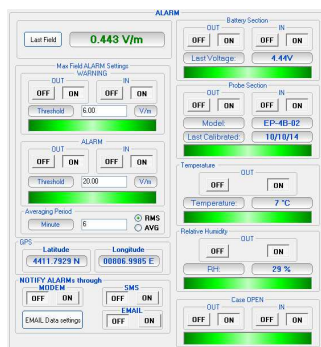 ALARM
Last Field 0.443 V/m
Max Field ALARM Settings
WARNING
OUT IN
OFF ON OFF ON
Threshold 6.00 V/m
ALARM
OUT IN
OFF ON OFF ON
Threshold 20.00 V/m
Averaging Period
Minute 6 RMS
AVG
GPS
Latitude Longitude
4411.7929 N 00806.9985 E
NOTIFY ALARMs through
MODEM SMS
OFF ON OFF ON
EMAIL Data settings EMAIL
OFF ON
Battery Section
OUT IN
OFF ON OFF ON
Last Voltage: 4.44V
Probe Section
OUT IN
OFF ON OFF ON
Model: EP-4B-02
Last Calibrated: 10/10/14
Temperature
OUT
OFF ON
Temperature: 7 °C
Relative Humidity
OUT
OFF ON
RH: 29 %
Case OPEN
OUT IN
OFF ON OFF ON